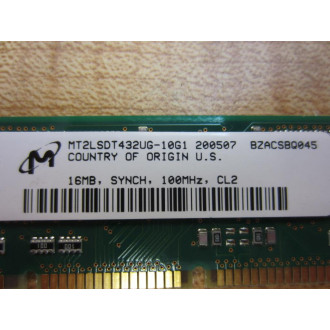 MT2LSDT432UG-10G1 200507 BZACSBQ045
COUNTRY OF ORIGIN U.S.
16MB, SYNCH, 100MHz, CL2